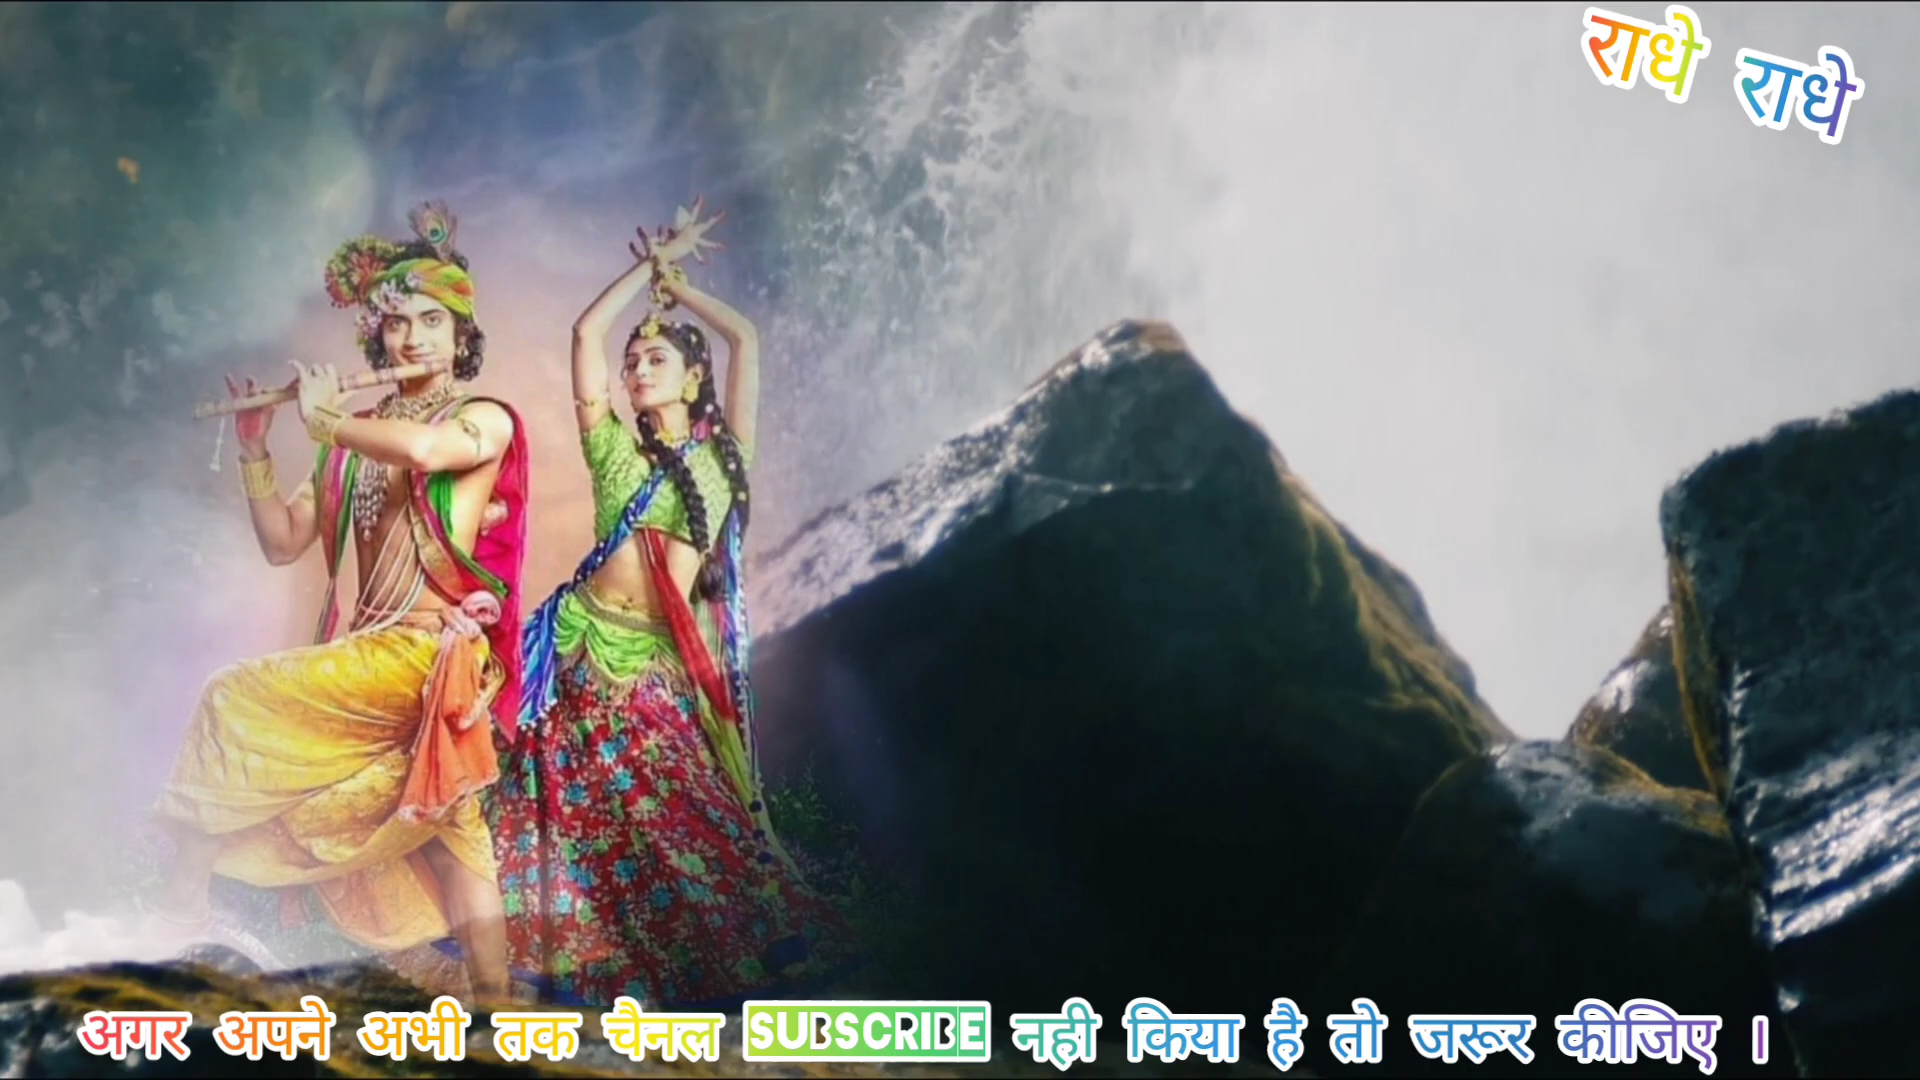 राधे राधे
अगर अपने अभी तक चैनल SUBSCRIBE नही किया है तो जरूर कीजिए ।